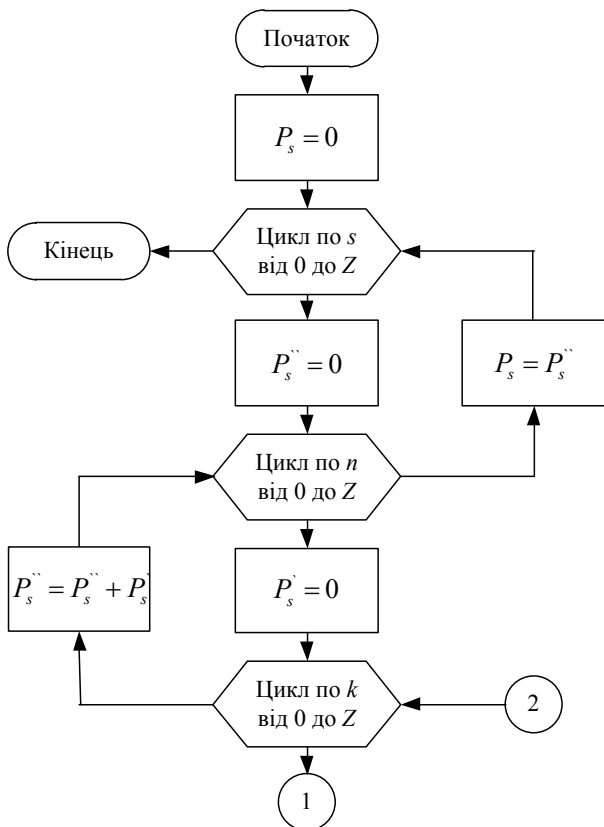 Початок
P_s = 0
Цикл по s
від 0 до Z
Кінець
P_s^`` = 0
P_s = P_s^``
Цикл по n
від 0 до Z
P_s^`` = P_s^`` + P_s^`
P_s^` = 0
Цикл по k
від 0 до Z
2
1